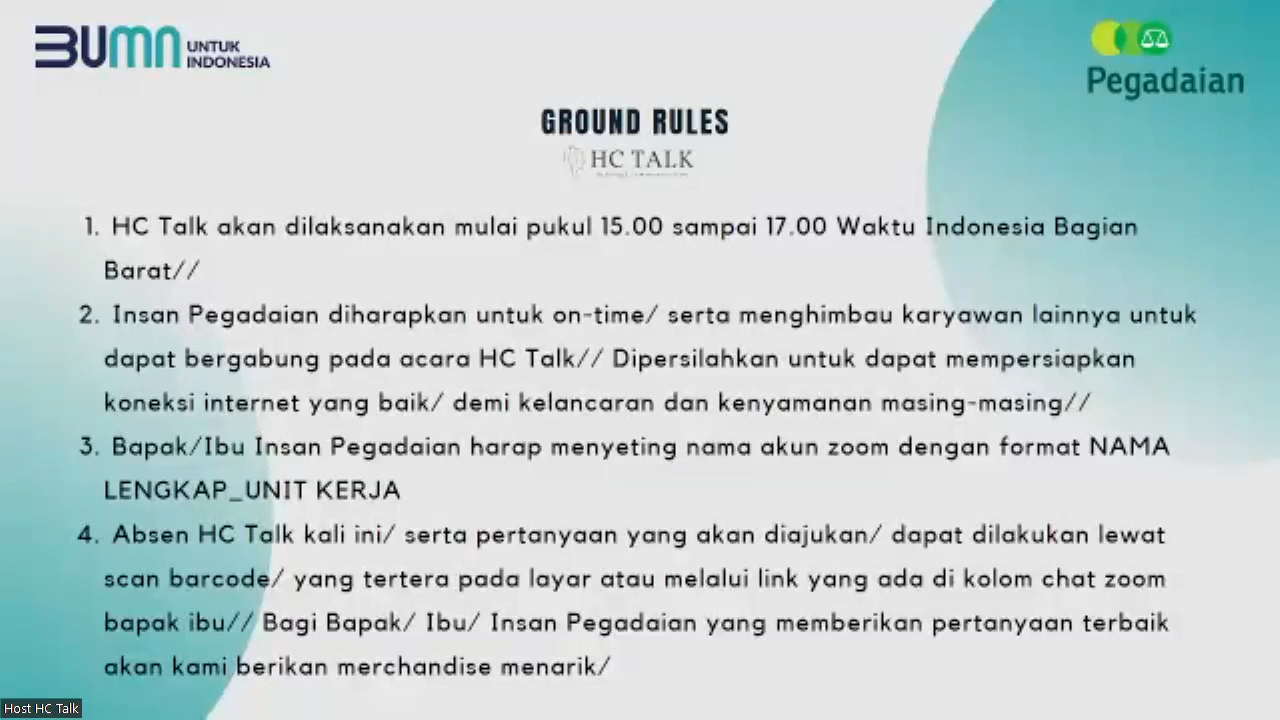 BUMN UNTUK
INDONESIA
Pegadaian
GROUND RULES
HC TALK
1. HC Talk akan dilaksanakan mulai pukul 15.00 sampai 17.00 Waktu Indonesia Bagian
Barat//
2. Insan Pegadaian diharapkan untuk on-time/ serta menghimbau karyawan lainnya untuk
dapat bergabung pada acara HC Talk// Dipersilahkan untuk dapat mempersiapkan
koneksi internet yang baik/ demi kelancaran dan kenyamanan masing-masing//
3. Bapak/Ibu Insan Pegadaian harap menyeting nama akun zoom dengan format NAMA
LENGKAP_UNIT KERJA
4. Absen HC Talk kali ini/ serta pertanyaan yang akan diajukan/ dapat dilakukan lewat
scan barcode/ yang tertera pada layar atau melalui link yang ada di kolom chat zoom
bapak ibu// Bagi Bapak/ Ibu/ Insan Pegadaian yang memberikan pertanyaan terbaik
akan kami berikan merchandise menarik/
Host HC Talk